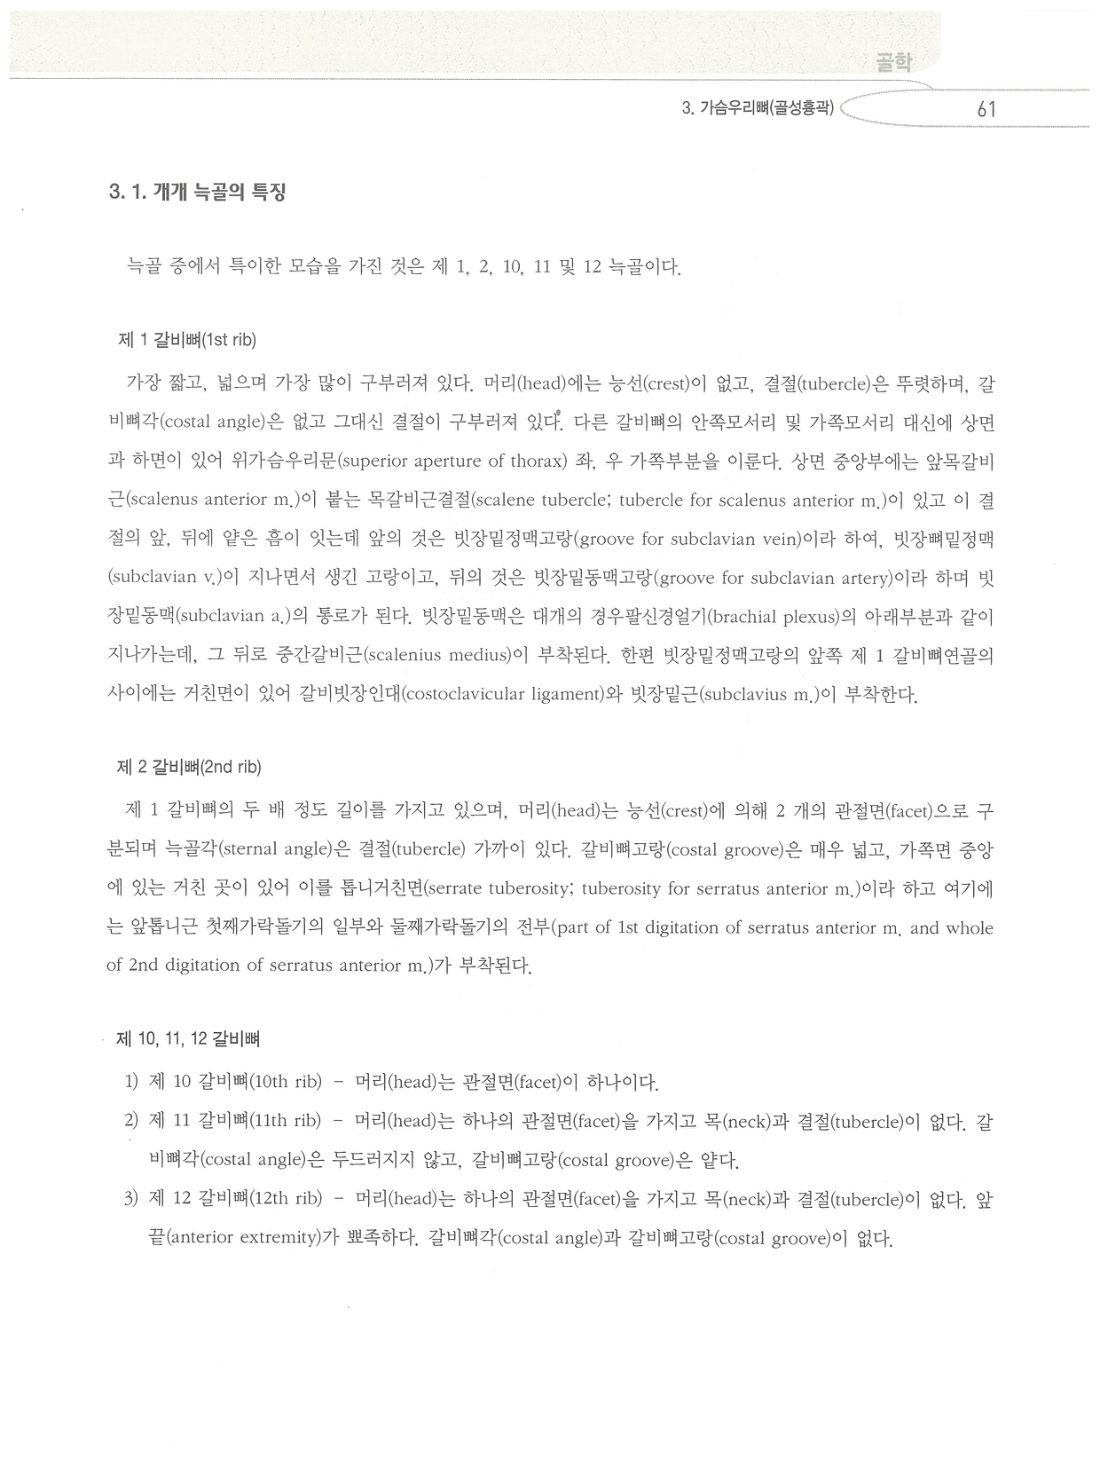 골학
3. 가슴우리뼈(골성흉곽)
61
3. 1. 개개 늑골의 특징
늑골 중에서 특이한 모습을 가진 것은 제 1, 2, 10, 11 및 12 늑골이다.
제 1 갈비뼈(1st rib)
가장 짧고, 넓으며 가장 많이 구부러져 있다. 머리(head)에는 능선(crest)이 없고, 결절(tubercle)은 뚜렷하며, 갈
비뼈각(costal angle)은 없고 그대신 결절이 구부러져 있다. 다른 갈비뼈의 안쪽모서리 및 가쪽모서리 대신에 상면
과 하면이 있어 위가슴우리문(superior aperture of thorax) 좌, 우 가쪽부분을 이룬다. 상면 중앙부에는 앞목갈비
근(scalenus anterior m.)이 붙는 목갈비근결절(scalene tubercle; tubercle for scalenus anterior m.)이 있고 이 결
절의 앞, 뒤에 얕은 홈이 잇는데 앞의 것은 빗장밑정맥고랑(groove for subclavian vein)이라 하여, 빗장뼈밑정맥
(subclavian v.)이 지나면서 생긴 고랑이고, 뒤의 것은 빗장밑동맥고랑(groove for subclavian artery)이라 하며 빗
장밑동맥(subclavian a.)의 통로가 된다. 빗장밑동맥은 대개의 경우팔신경얼기(brachial plexus)의 아래부분과 같이
지나가는데, 그 뒤로 중간갈비근(scalenius medius)이 부착된다. 한편 빗장밑정맥고랑의 앞쪽 제 1 갈비뼈연골의
사이에는 거친면이 있어 갈비빗장인대(costoclavicular ligament)와 빗장밑근(subclavius m.)이 부착한다.
제 2 갈비뼈(2nd rib)
제 1 갈비뼈의 두 배 정도 길이를 가지고 있으며, 머리(head)는 능선(crest)에 의해 2 개의 관절면(facet)으로 구
분되며 늑골각(sternal angle)은 결절(tubercle) 가까이 있다. 갈비뼈고랑(costal groove)은 매우 넓고, 가쪽면 중앙
에 있는 거친 곳이 있어 이를 톱니거친면(serrate tuberosity; tuberosity for serratus anterior m.)이라 하고 여기에
는 앞톱니근 첫째가락돌기의 일부와 둘째가락돌기의 전부(part of 1st digitation of serratus anterior m. and whole
of 2nd digitation of serratus anterior m.)가 부착된다.
제 10, 11, 12 갈비뼈
1) 제 10 갈비뼈(10th rib) - 머리(head)는 관절면(facet)이 하나이다.
2) 제 11 갈비뼈(11th rib) - 머리(head)는 하나의 관절면(facet)을 가지고 목(neck)과 결절(tubercle)이 없다. 갈
비뼈각(costal angle)은 두드러지지 않고, 갈비뼈고랑(costal groove)은 얕다.
3) 제 12 갈비뼈(12th rib) - 머리(head)는 하나의 관절면(facet)을 가지고 목(neck)과 결절(tubercle)이 없다. 앞
끝(anterior extremity)가 뾰족하다. 갈비뼈각(costal angle)과 갈비뼈고랑(costal groove)이 없다.